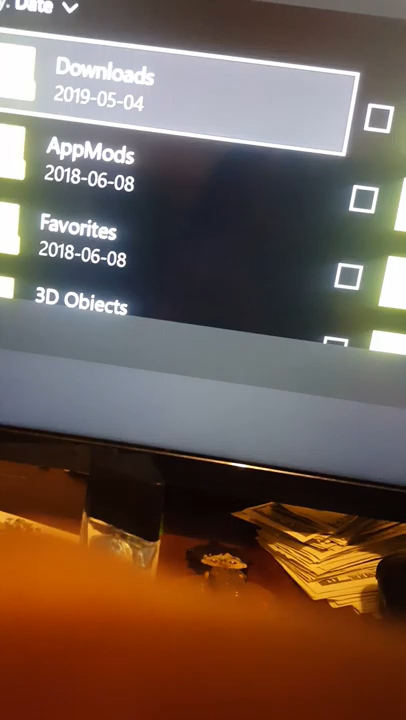 y: Date
Downloads
2019-05-04
AppMods
2018-06-08
Favorites
2018-06-08
3D Objects